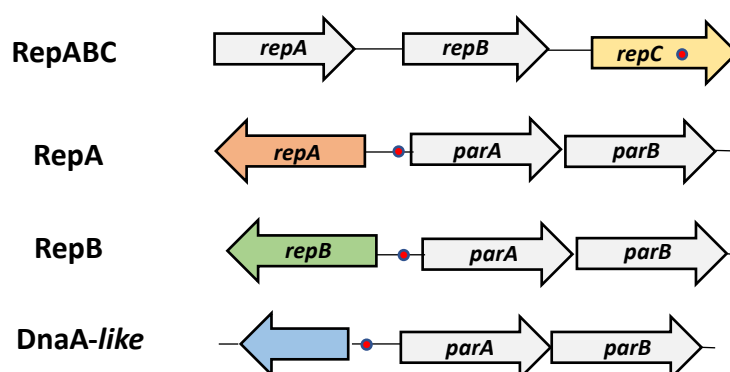 RepABC repA repB repC
RepA repA parA parB
RepB repB parA parB
DnaA-like parA parB